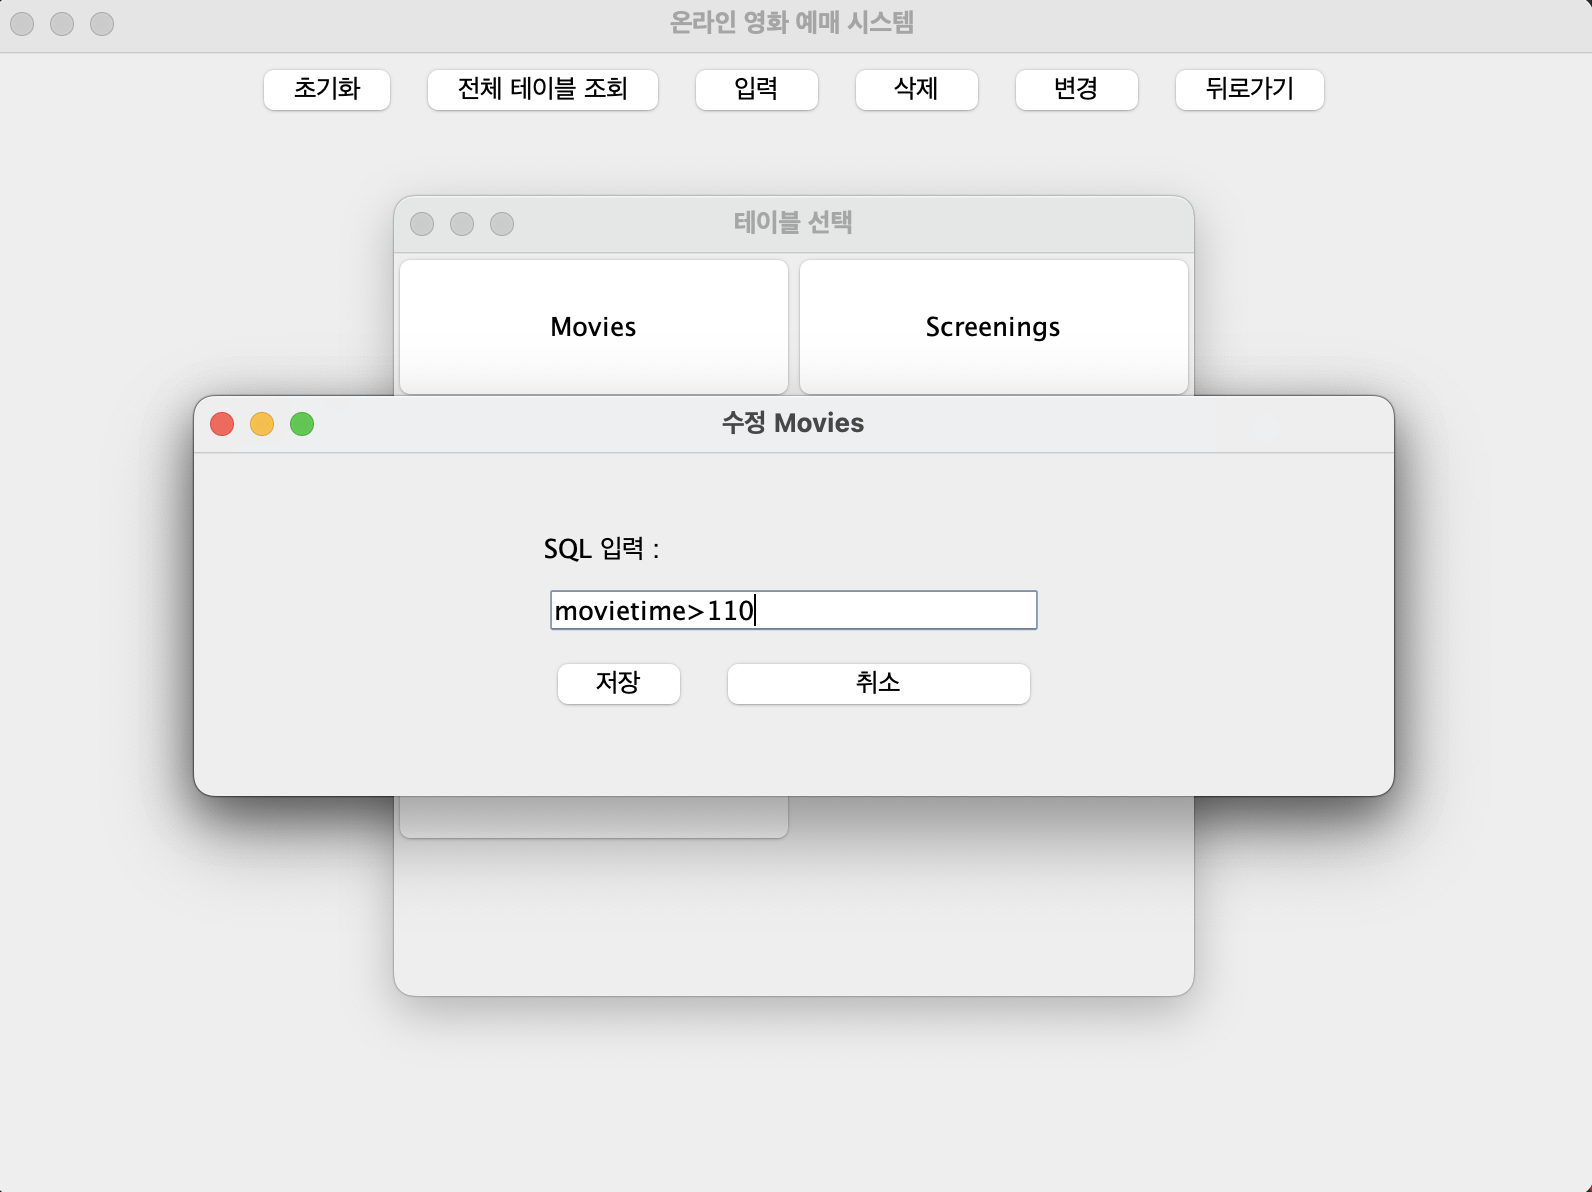 온라인 영화 예매 시스템
초기화 전체 테이블 조회 입력 삭제 변경 뒤로가기
테이블 선택
Movies Screenings
수정 Movies
SQL 입력 :
movietime>110
저장 취소